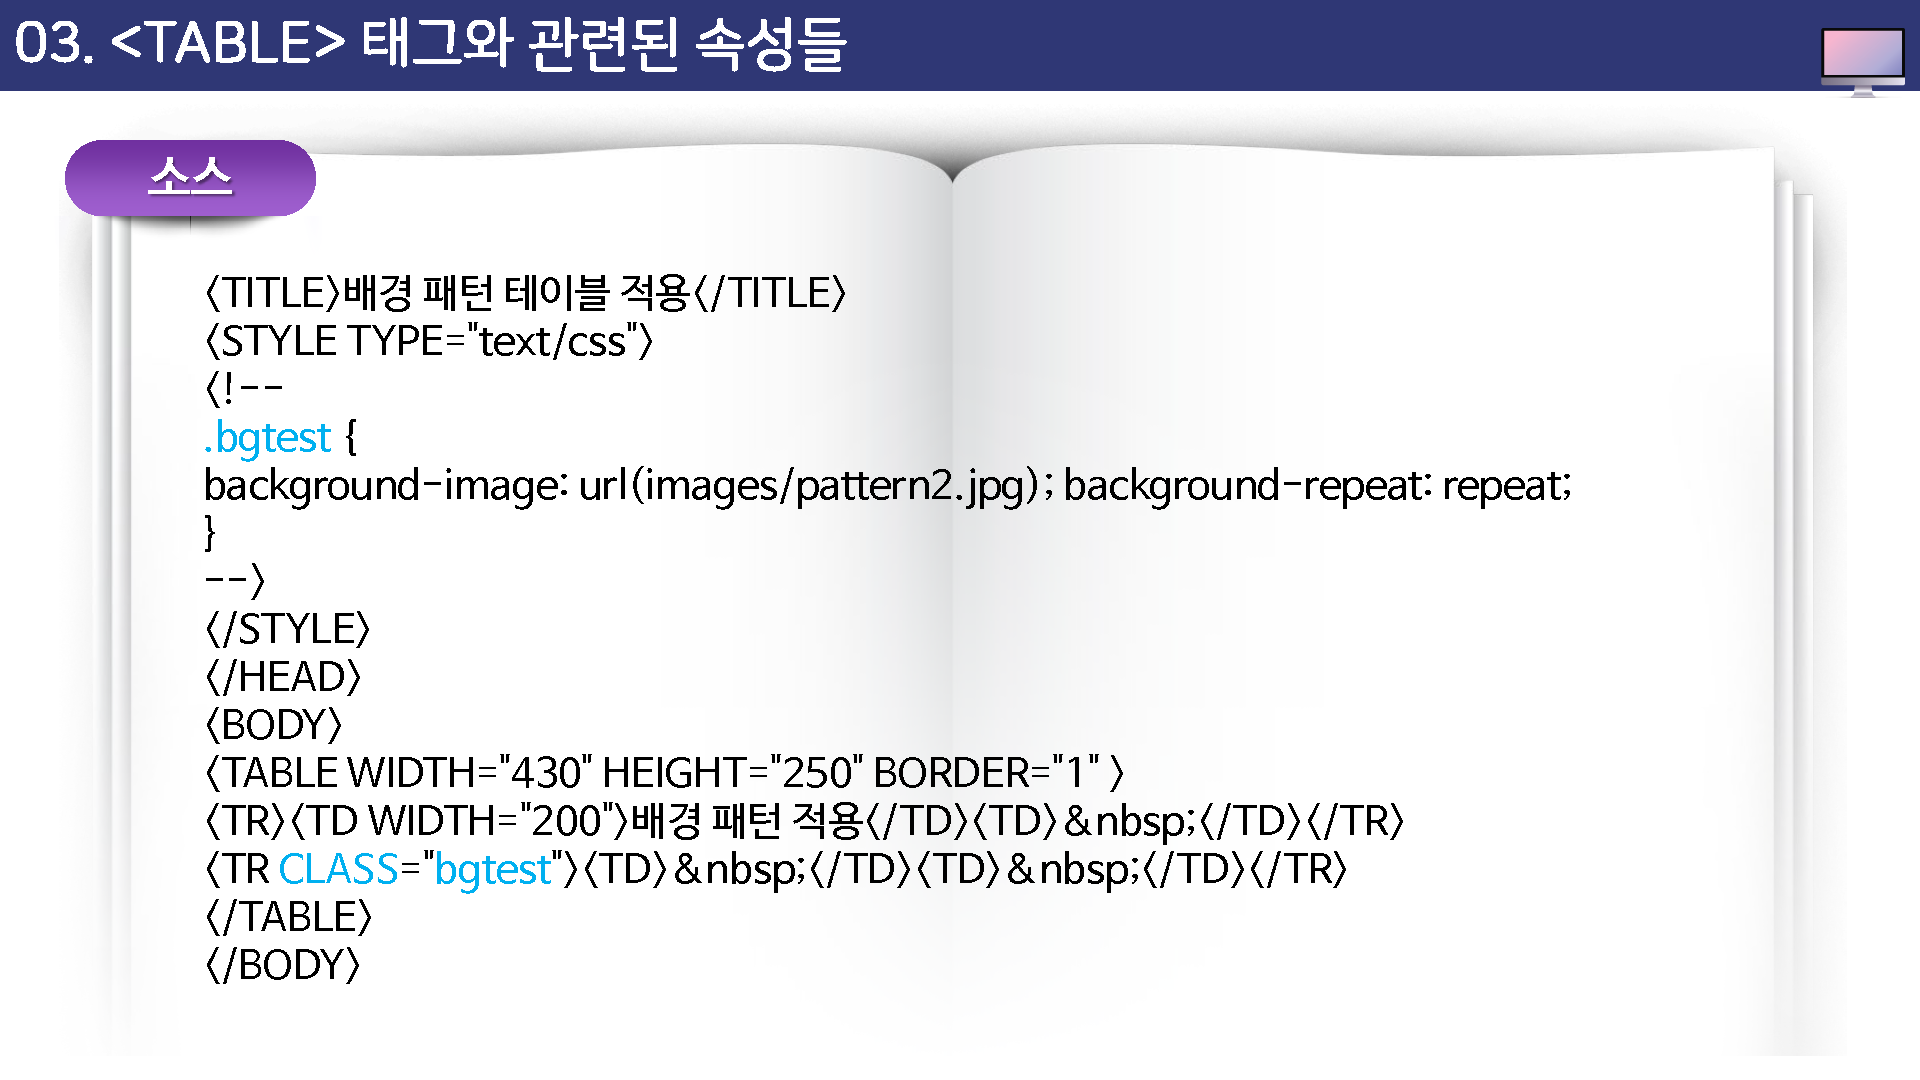 03. <TABLE> 태그와 관련된 속성들
소스
<TITLE>배경 패턴 테이블 적용</TITLE>
<STYLE TYPE="text/css">
<!--
.bgtest {
background-image: url(images/pattern2.jpg); background-repeat: repeat;
}
-->
</STYLE>
</HEAD>
<BODY>
<TABLE WIDTH="430" HEIGHT="250" BORDER="1" >
<TR><TD WIDTH="200">배경 패턴 적용</TD><TD>&nbsp;</TD></TR>
<TR CLASS="bgtest"><TD>&nbsp;</TD><TD>&nbsp;</TD></TR>
</TABLE>
</BODY>